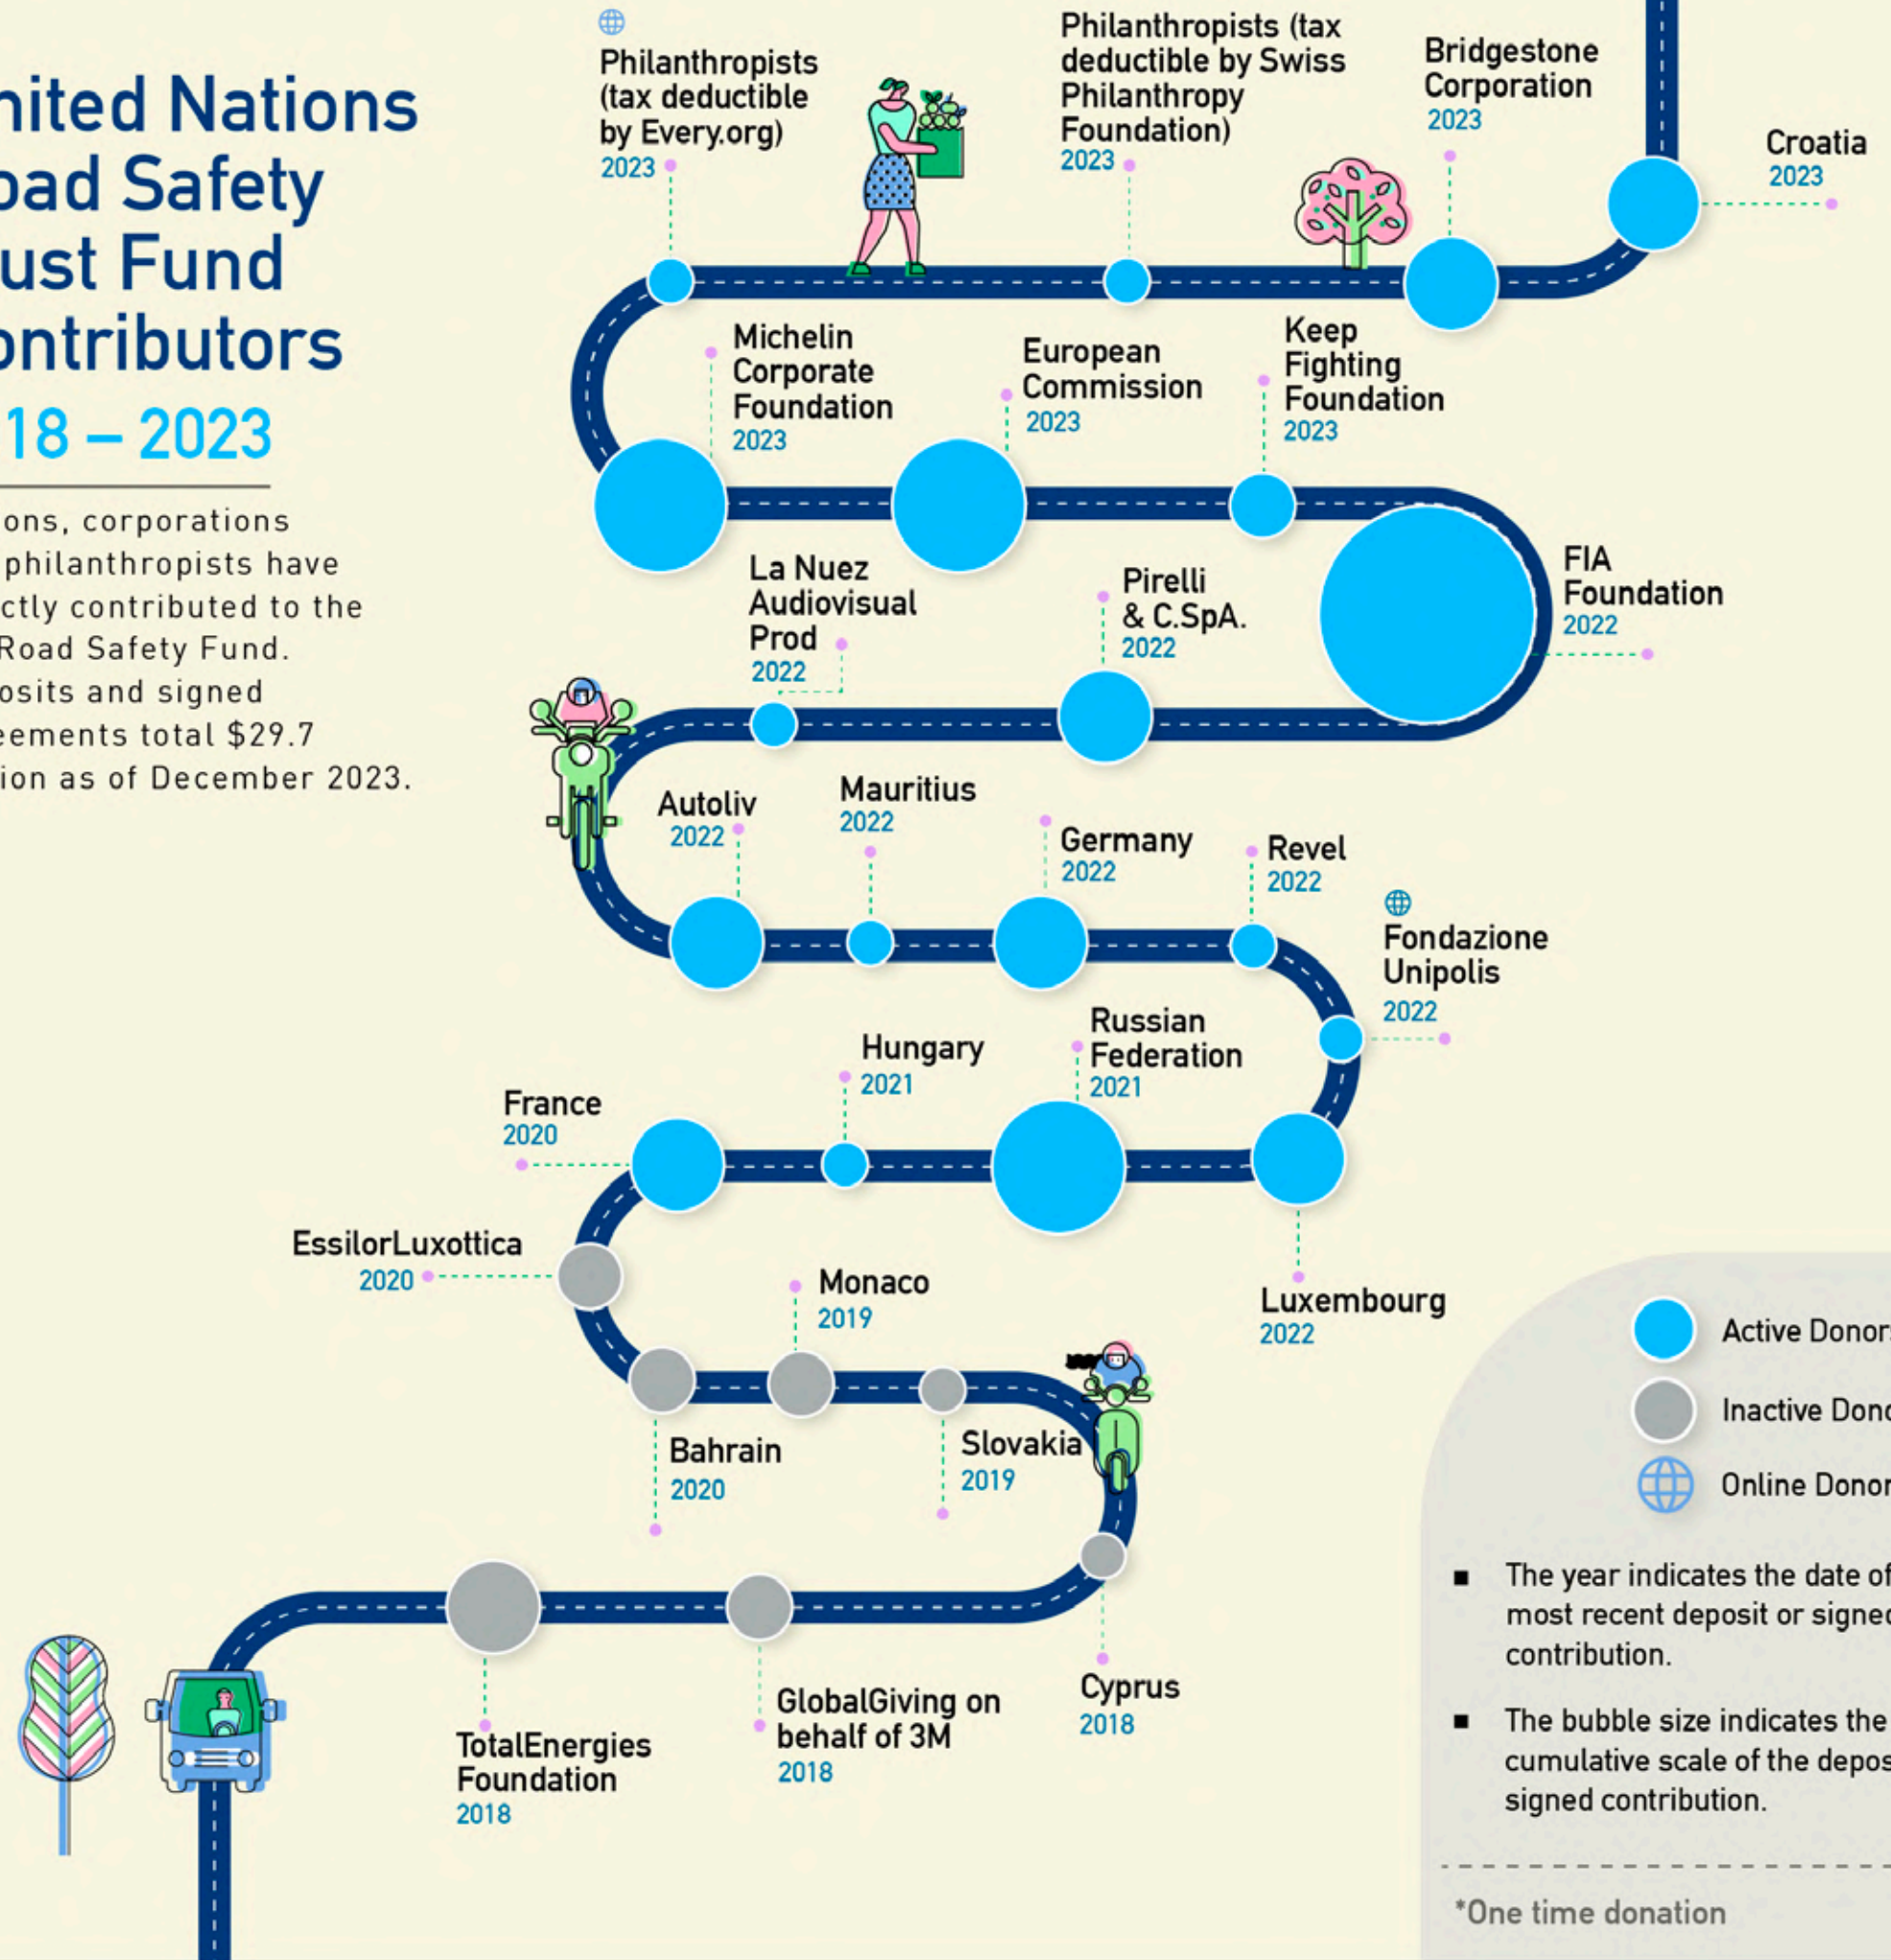 nited Nations
oad Safety
ust Fund
ontributors
18 – 2023
ons, corporations
philanthropists have
ctly contributed to the
Road Safety Fund.
osits and signed
eements total $29.7
ion as of December 2023.
Philanthropists
(tax deductible
by Every.org)
2023
Philanthropists (tax
deductible by Swiss
Philanthropy
Foundation)
2023
Bridgestone
Corporation
2023
Croatia
2023
Michelin
Corporate
Foundation
2023
European
Commission
2023
Keep
Fighting
Foundation
2023
FIA
Foundation
2022
La Nuez
Audiovisual
Prod
2022
Pirelli
& C.SpA.
2022
Autoliv
2022
Mauritius
2022
Germany
2022
Revel
2022
Fondazione
Unipolis
2022
France
2020
Hungary
2021
Russian
Federation
2021
Luxembourg
2022
EssilorLuxottica
2020
Monaco
2019
Bahrain
2020
Slovakia
2019
TotalEnergies
Foundation
2018
GlobalGiving on
behalf of 3M
2018
Cyprus
2018
Active Donor
Inactive Dono
Online Donor
▪ The year indicates the date of
most recent deposit or signed
contribution.
▪ The bubble size indicates the
cumulative scale of the depos
signed contribution.
*One time donation